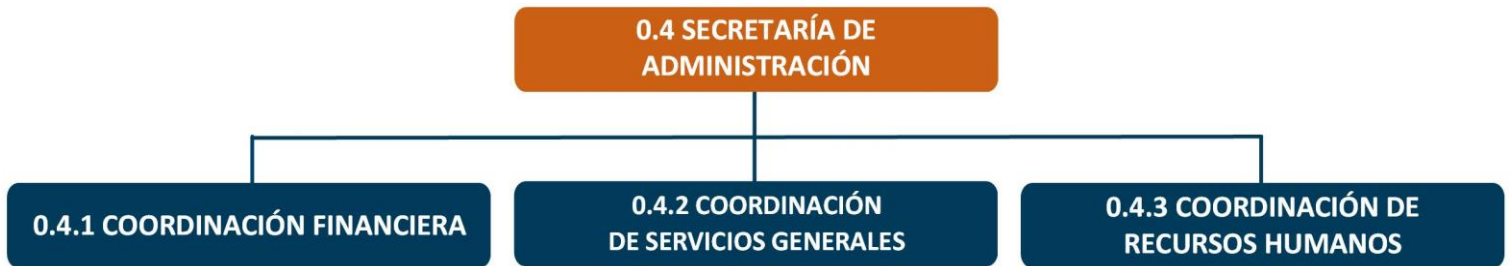 0.4 SECRETARÍA DE
ADMINISTRACIÓN
0.4.1 COORDINACIÓN FINANCIERA
0.4.2 COORDINACIÓN
DE SERVICIOS GENERALES
0.4.3 COORDINACIÓN DE
RECURSOS HUMANOS